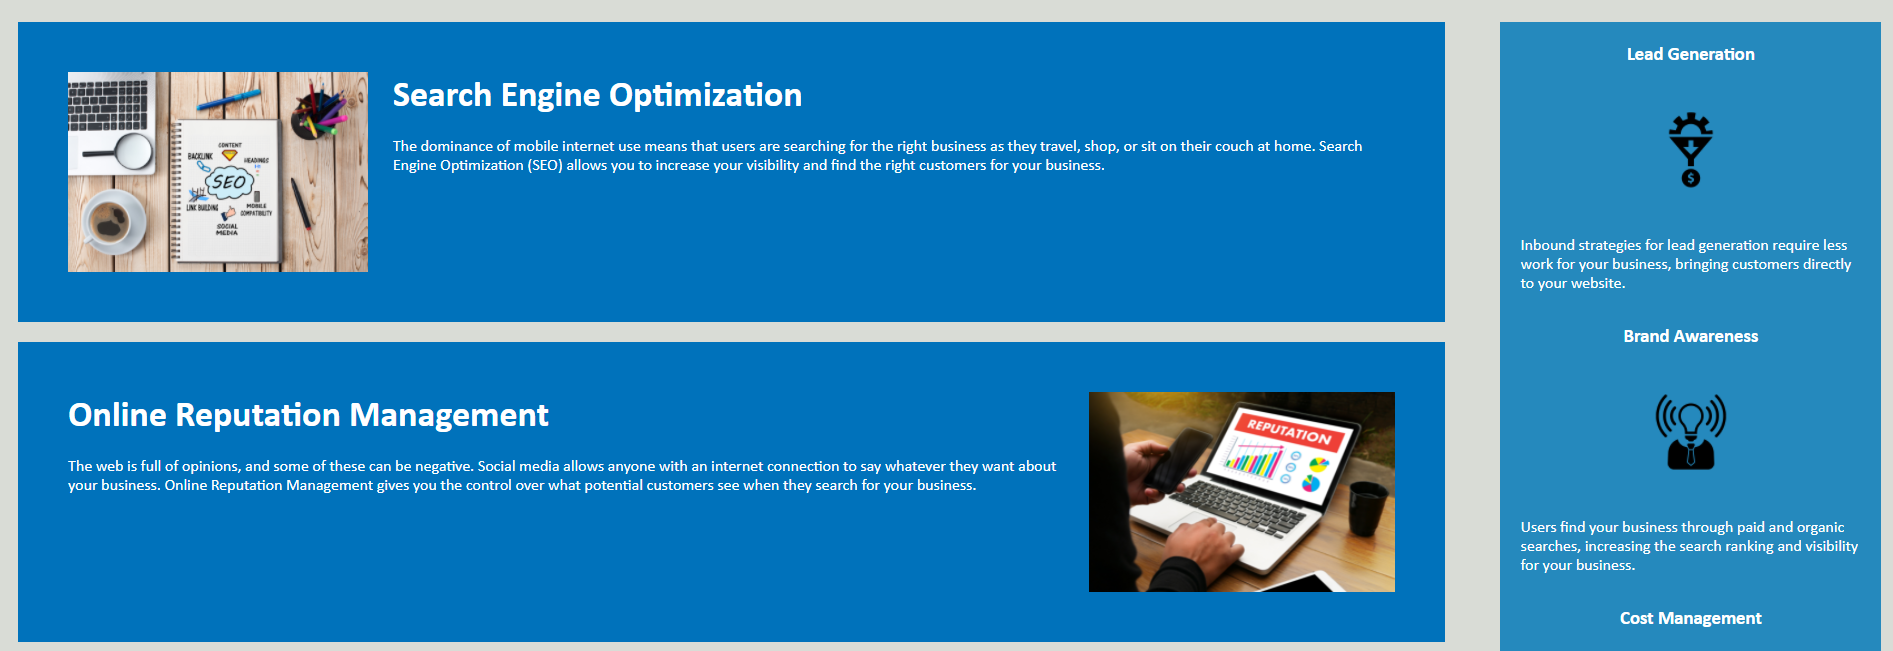 Search Engine Optimization
The dominance of mobile internet use means that users are searching for the right business as they travel, shop, or sit on their couch at home. Search
Engine Optimization (SEO) allows you to increase your visibility and find the right customers for your business.
CONTENT
BACKLINK
HEADINGS
SEO
LINK BUILDING
MOBILE
COMPATIBILITY
SOCIAL
MEDIA
Online Reputation Management
The web is full of opinions, and some of these can be negative. Social media allows anyone with an internet connection to say whatever they want about
your business. Online Reputation Management gives you the control over what potential customers see when they search for your business.
REPUTATION
Lead Generation
$
Inbound strategies for lead generation require less
work for your business, bringing customers directly
to your website.
Brand Awareness
Users find your business through paid and organic
searches, increasing the search ranking and visibility
for your business.
Cost Management